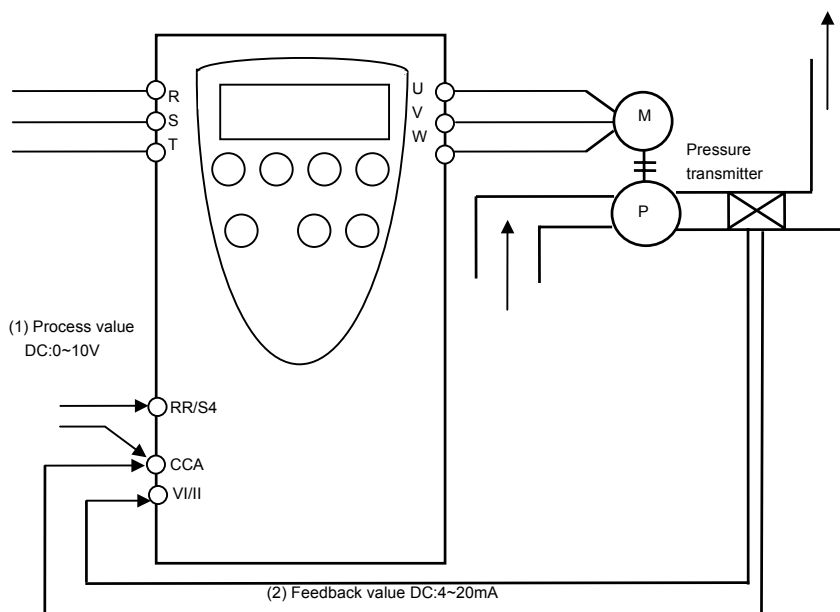 R
S
T
U
V
W
M
Pressure
transmitter
P
(1) Process value
DC:0~10V
RR/S4
CCA
VI/II
(2) Feedback value DC:4~20mA